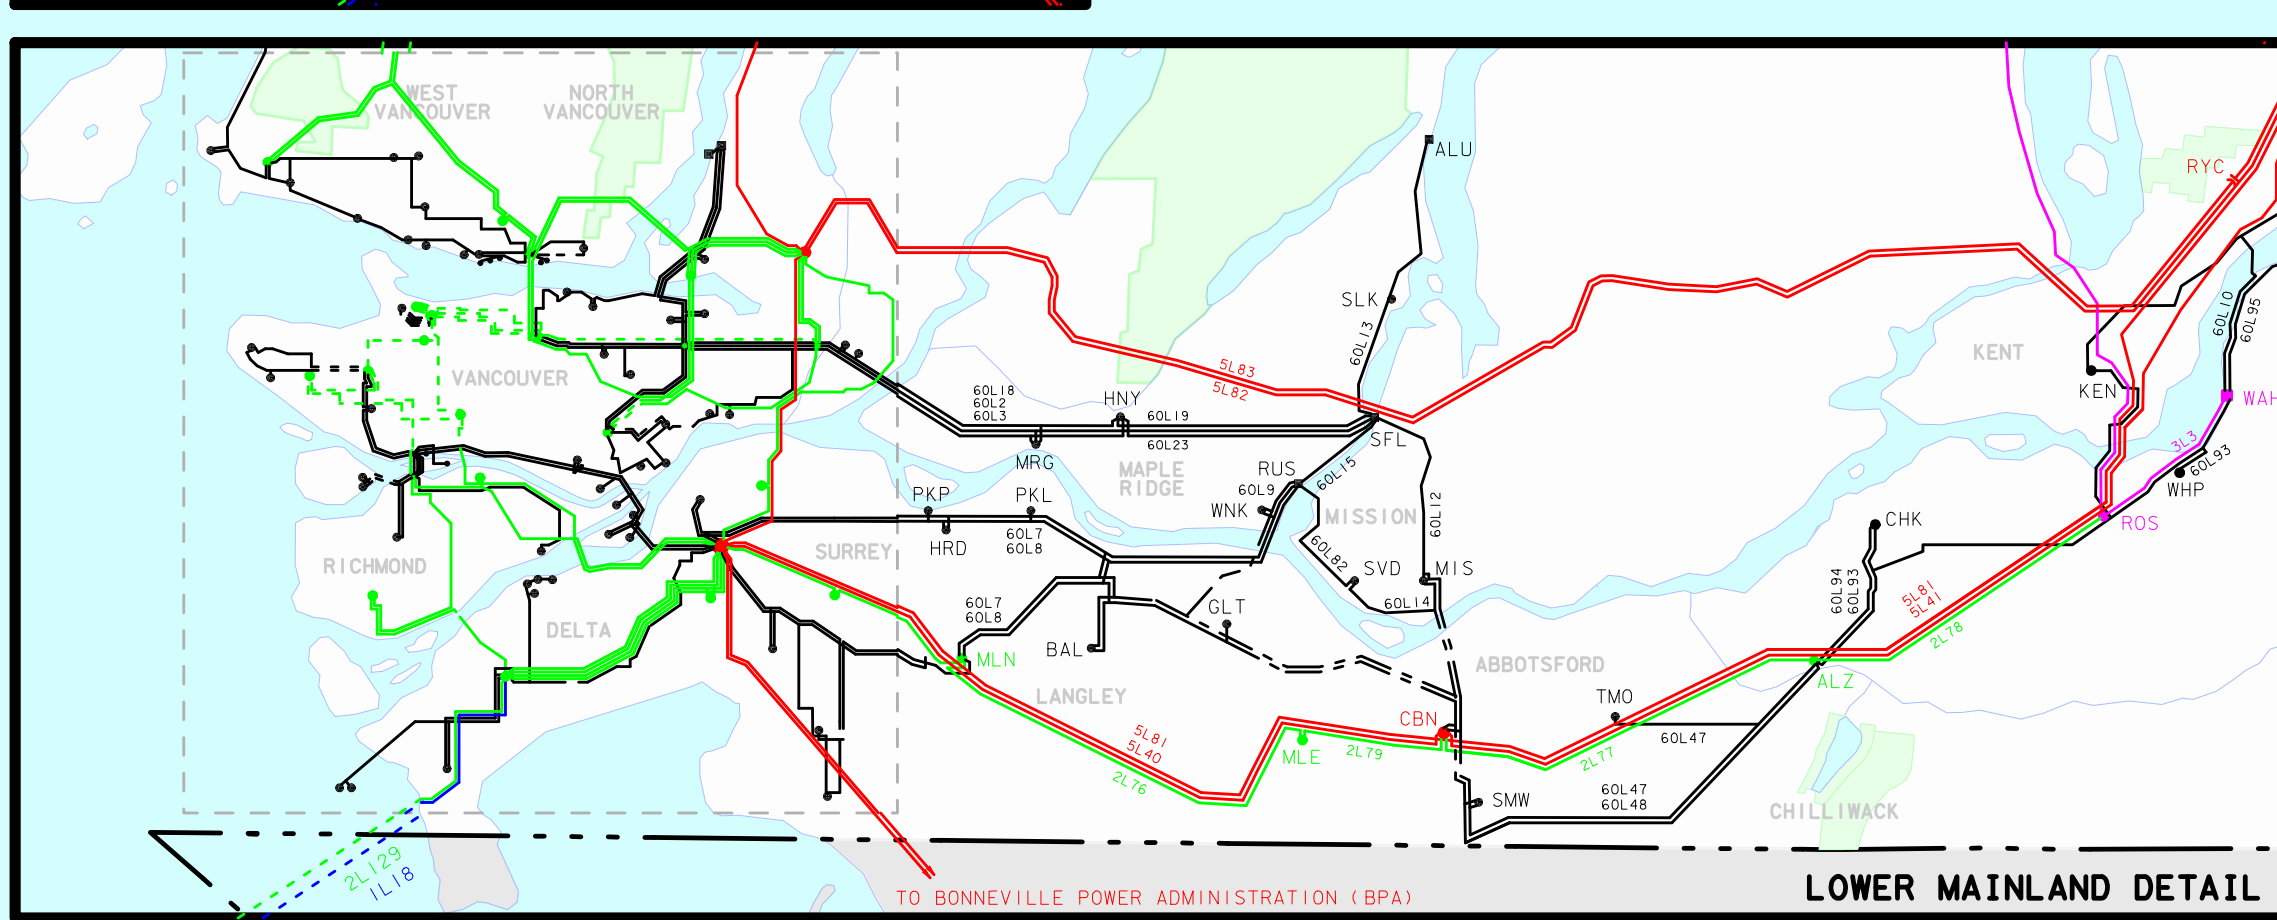 WEST
VANCOUVER
NORTH
VANCOUVER
ALU
RYC
SLK
60L13
60L10
60L95
KENT
VANCOUVER
5L83
5L82
KEN
WAH
60L18
60L2
60L3
HNY
60L19
60L23
SFL
3L3
MRG
MAPLE
RIDGE
RUS
60L15
60L9
60L93
WHP
PKP
PKL
WNK
MISSION
60L12
CHK
ROS
HRD
60L7
60L8
SURREY
RICHMOND
60L82
SVD
MIS
60L94
60L93
5L81
5L41
2L78
60L7
60L8
GLT
60L14
DELTA
BAL
MLN
ABBOTSFORD
ALZ
LANGLEY
TMO
CBN
5L81
5L40
2L76
MLE
2L79
2L77
60L47
60L47
60L48
SMW
CHILLIWACK
2L129
1L18
TO BONNEVILLE POWER ADMINISTRATION (BPA)
LOWER MAINLAND DETAIL